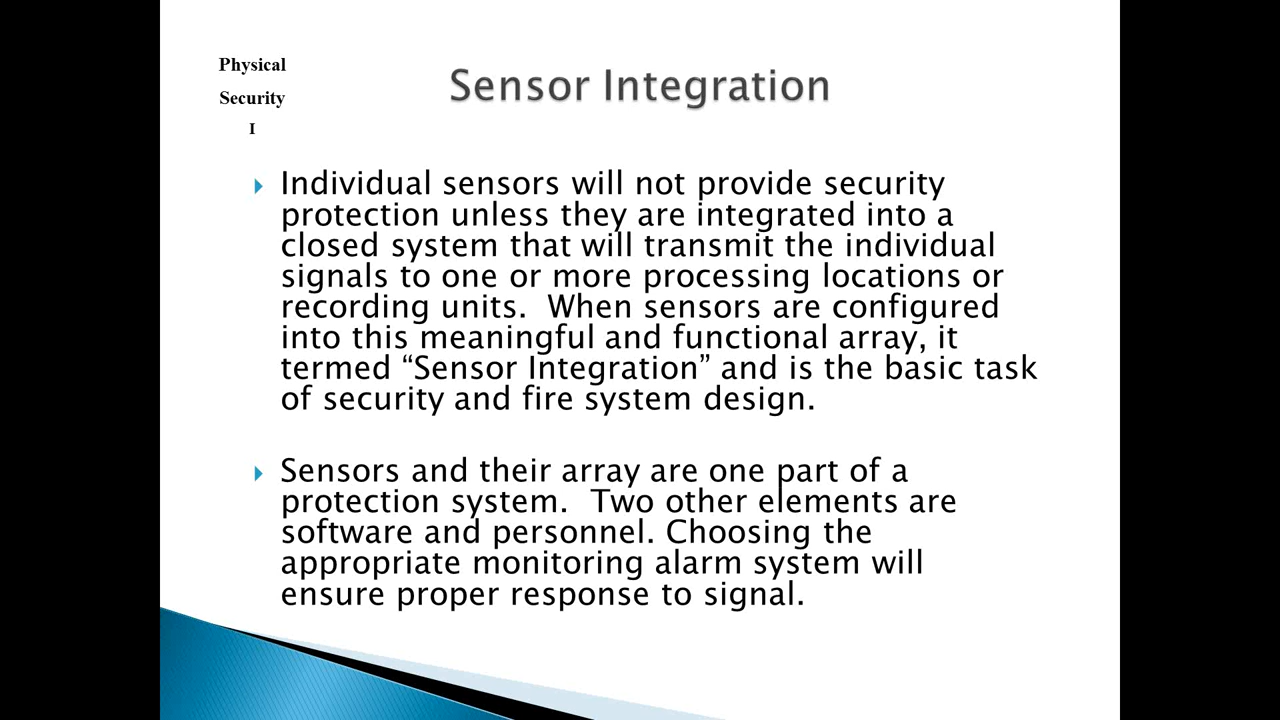 Physical
Security
I
Sensor Integration
Individual sensors will not provide security
protection unless they are integrated into a
closed system that will transmit the individual
signals to one or more processing locations or
recording units.  When sensors are configured
into this meaningful and functional array, it
termed “Sensor Integration” and is the basic task
of security and fire system design.
Sensors and their array are one part of a
protection system.  Two other elements are
software and personnel. Choosing the
appropriate monitoring alarm system will
ensure proper response to signal.